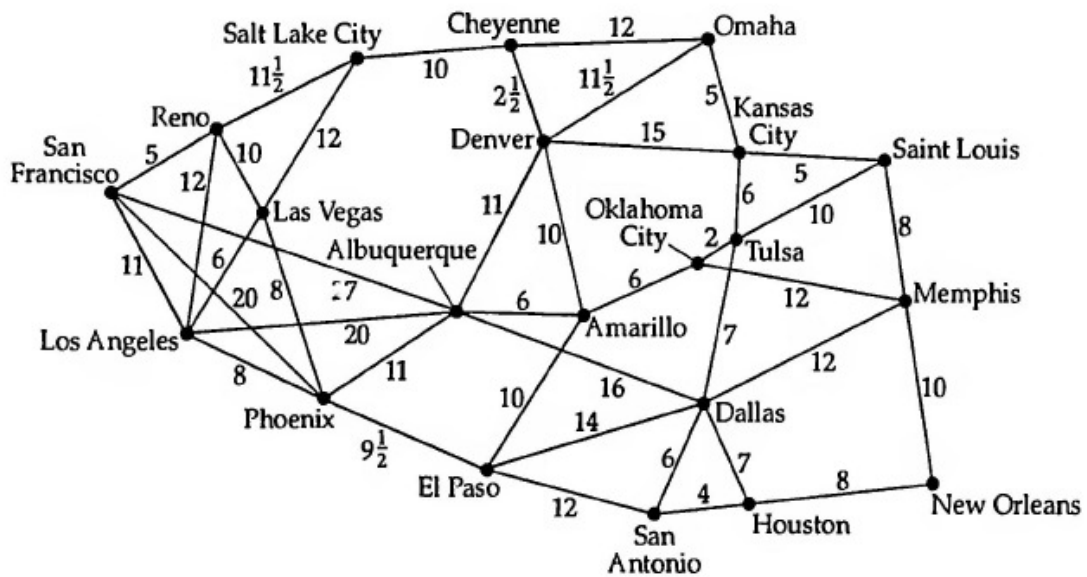 Cheyenne
12
Omaha
Salt Lake City
10
11½
11½
2½
5
Kansas
City
Reno
Denver
15
Saint Louis
San
Francisco
5
10
12
5
12
6
10
Las Vegas
11
10
Oklahoma
City
2
Tulsa
8
Albuquerque
11
6
8
6
12
Memphis
20
27
6
Amarillo
Los Angeles
20
7
12
8
11
16
10
Phoenix
10
14
Dallas
9½
6
7
El Paso
12
4
8
New Orleans
San
Antonio
Houston